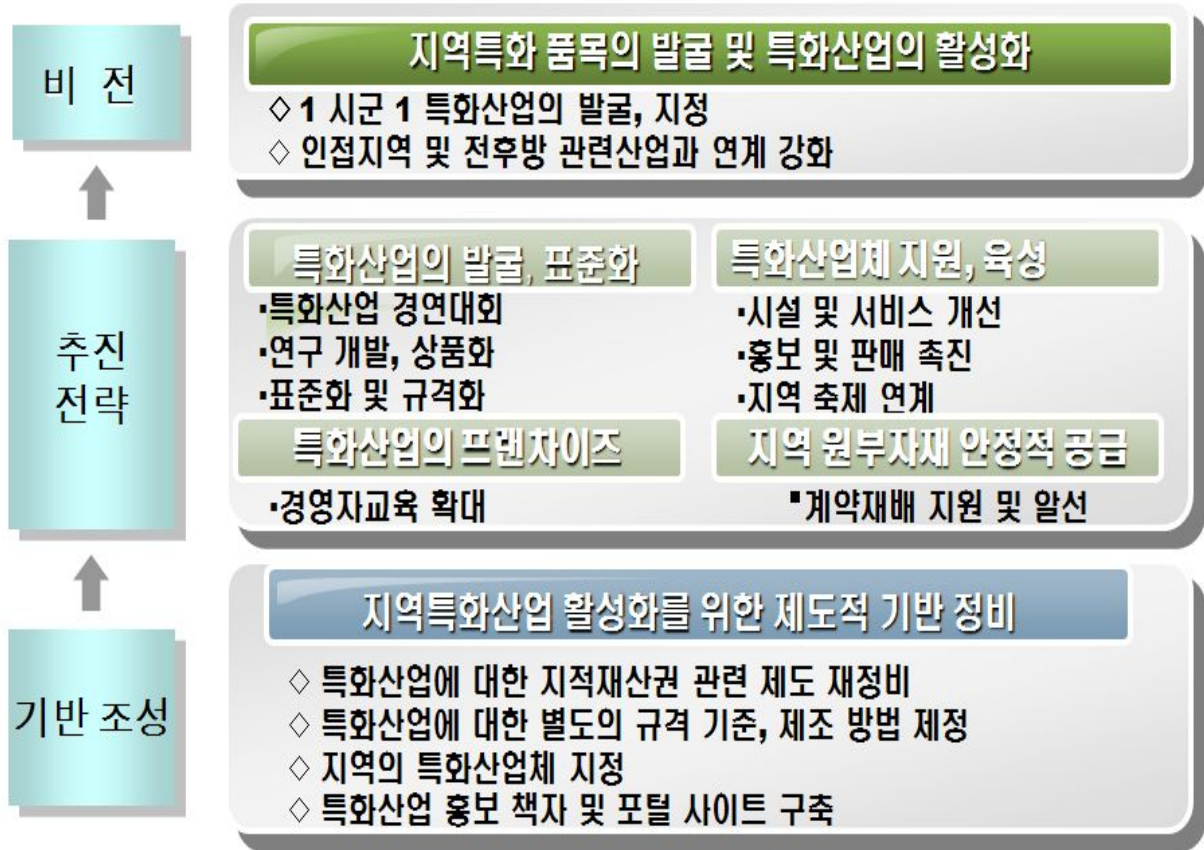 비 전
지역특화 품목의 발굴 및 특화산업의 활성화
◇ 1 시군 1 특화산업의 발굴, 지정
◇ 인접지역 및 전후방 관련산업과 연계 강화
추진
전략
특화산업의 발굴, 표준화
▪특화산업 경연대회
▪연구 개발, 상품화
▪표준화 및 규격화
특화산업체 지원, 육성
▪시설 및 서비스 개선
▪홍보 및 판매 촉진
▪지역 축제 연계
특화산업의 프랜차이즈
▪경영자교육 확대
지역 원부자재 안정적 공급
▪계약재배 지원 및 알선
기반 조성
지역특화산업 활성화를 위한 제도적 기반 정비
◇ 특화산업에 대한 지적재산권 관련 제도 재정비
◇ 특화산업에 대한 별도의 규격 기준, 제조 방법 제정
◇ 지역의 특화산업체 지정
◇ 특화산업 홍보 책자 및 포털 사이트 구축